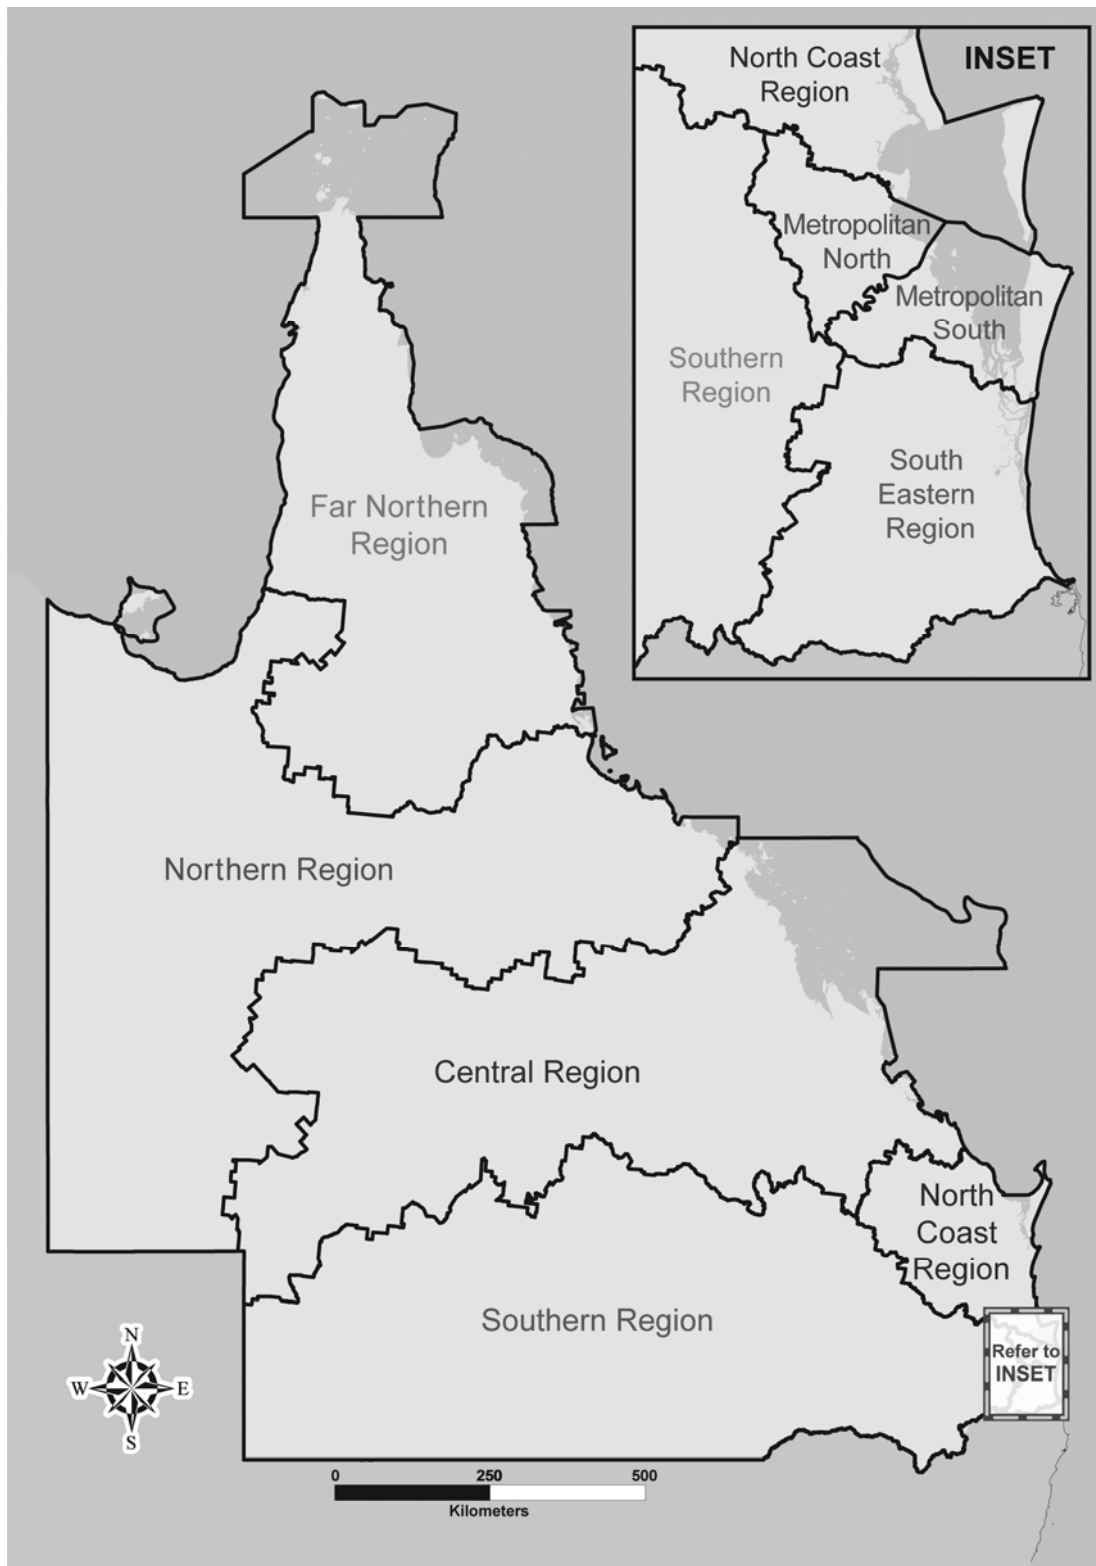 North Coast
Region
INSET
Metropolitan
North
Metropolitan
South
Southern
Region
South
Eastern
Region
Far Northern
Region
Northern Region
Central Region
North
Coast
Region
Southern Region
Refer to
INSET
N
W E
S
0 250 500
Kilometers